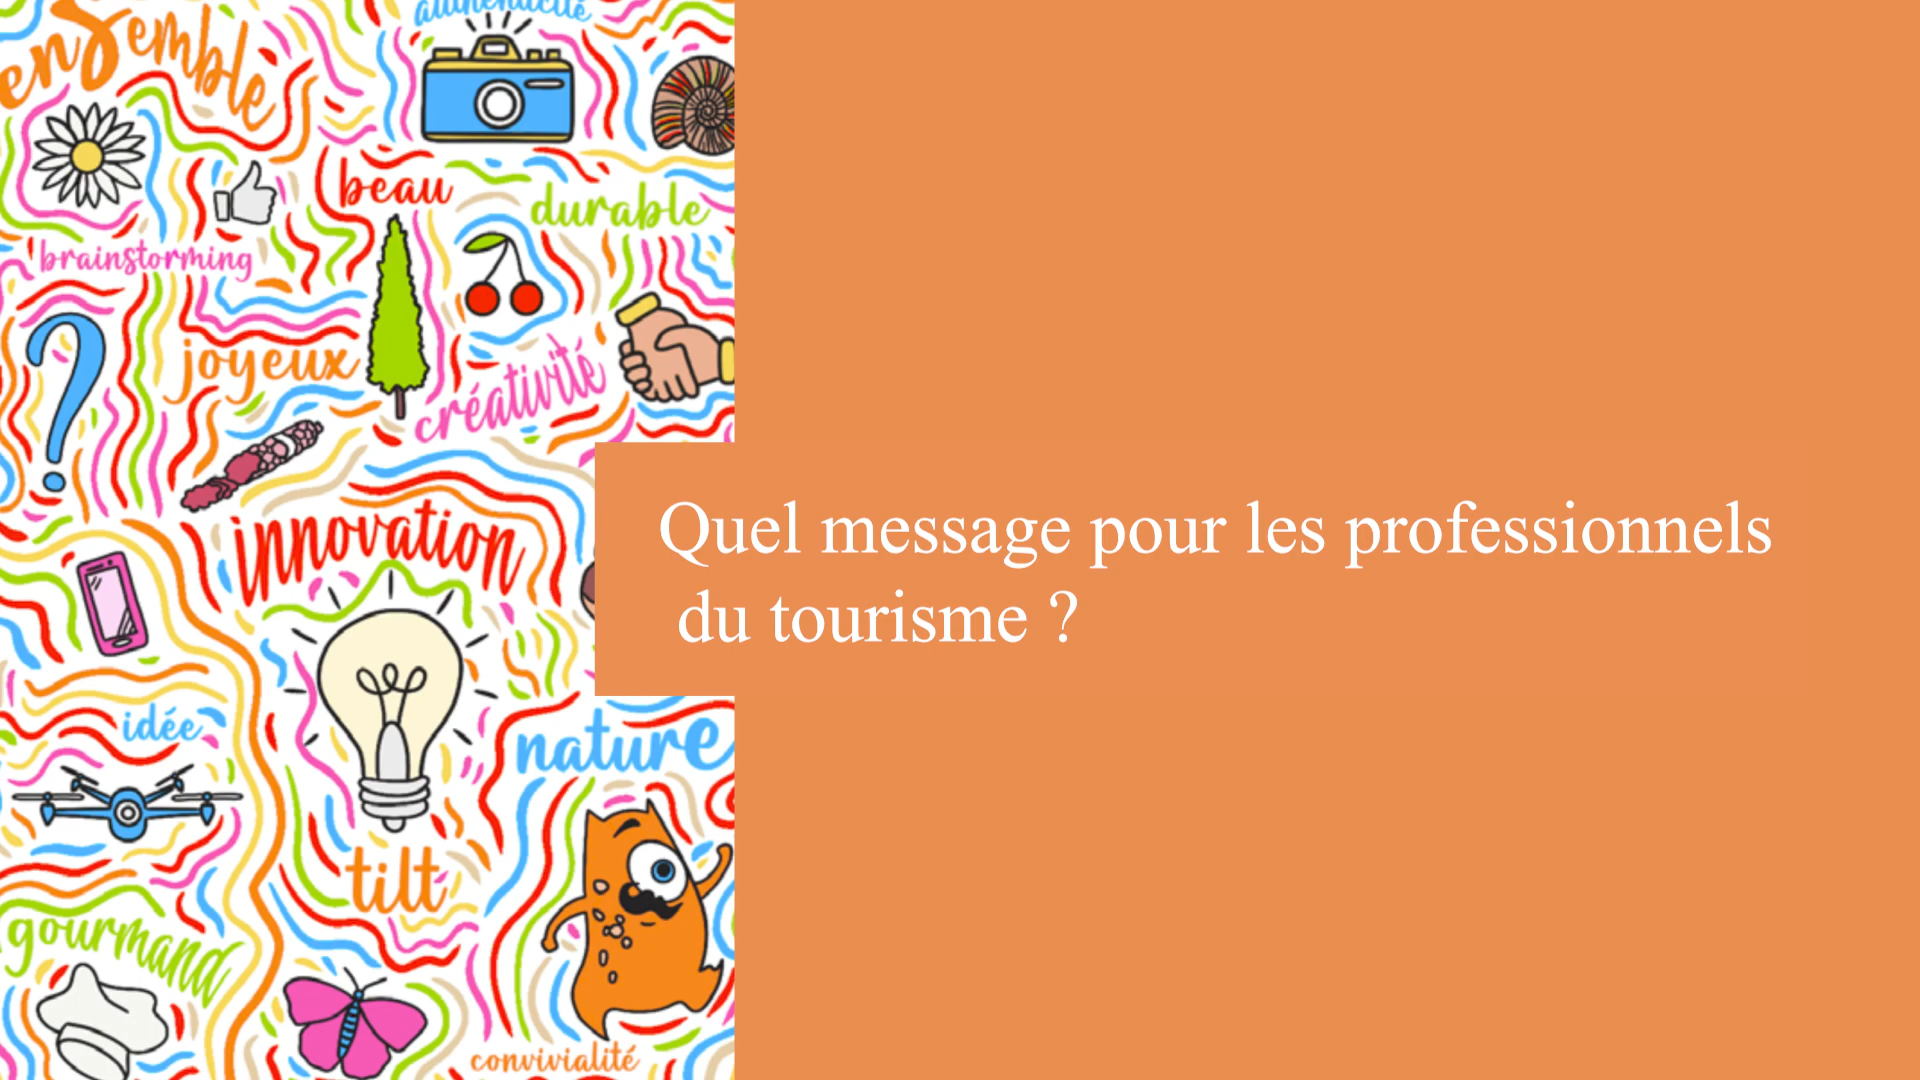 ensemble
authenticité
beau
durable
brainstorming
joyeux
créativité
innovation
Quel message pour les professionnels
du tourisme ?
idée
nature
tilt
gourmand
convivialité